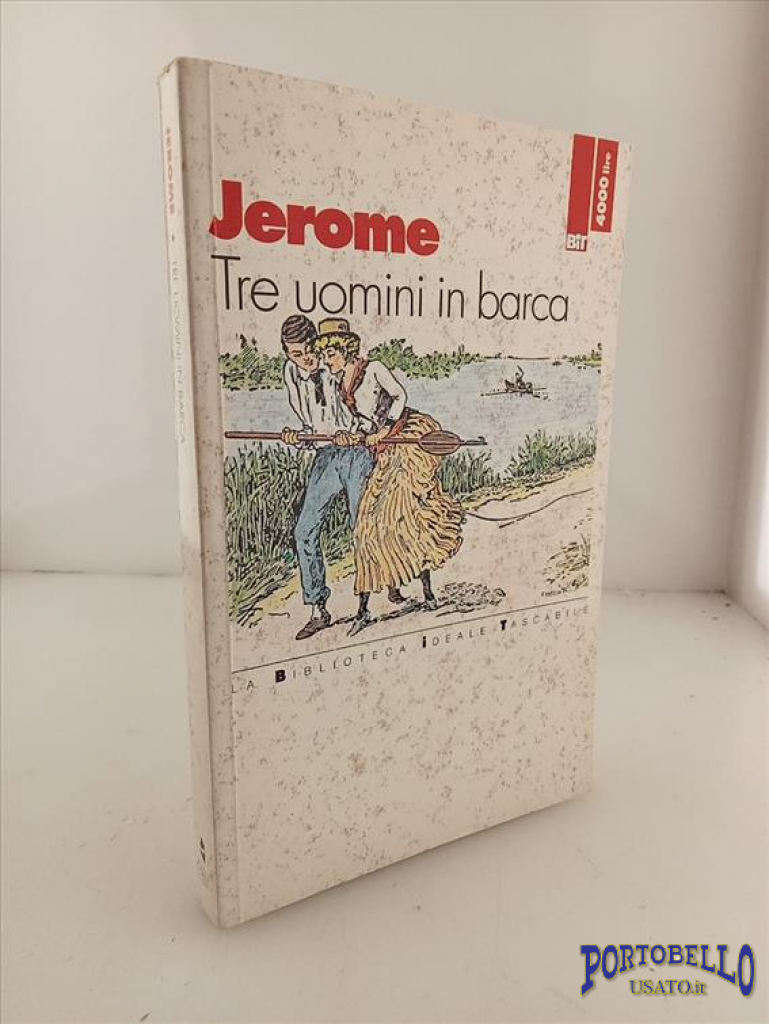 JEROME • TRE UOMINI IN BARCA
Jerome
Tre uomini in barca
BIT
4000 lire
LA BIBLIOTECA IDEALE TASCABILE
PORTOBELLO
USATO.it